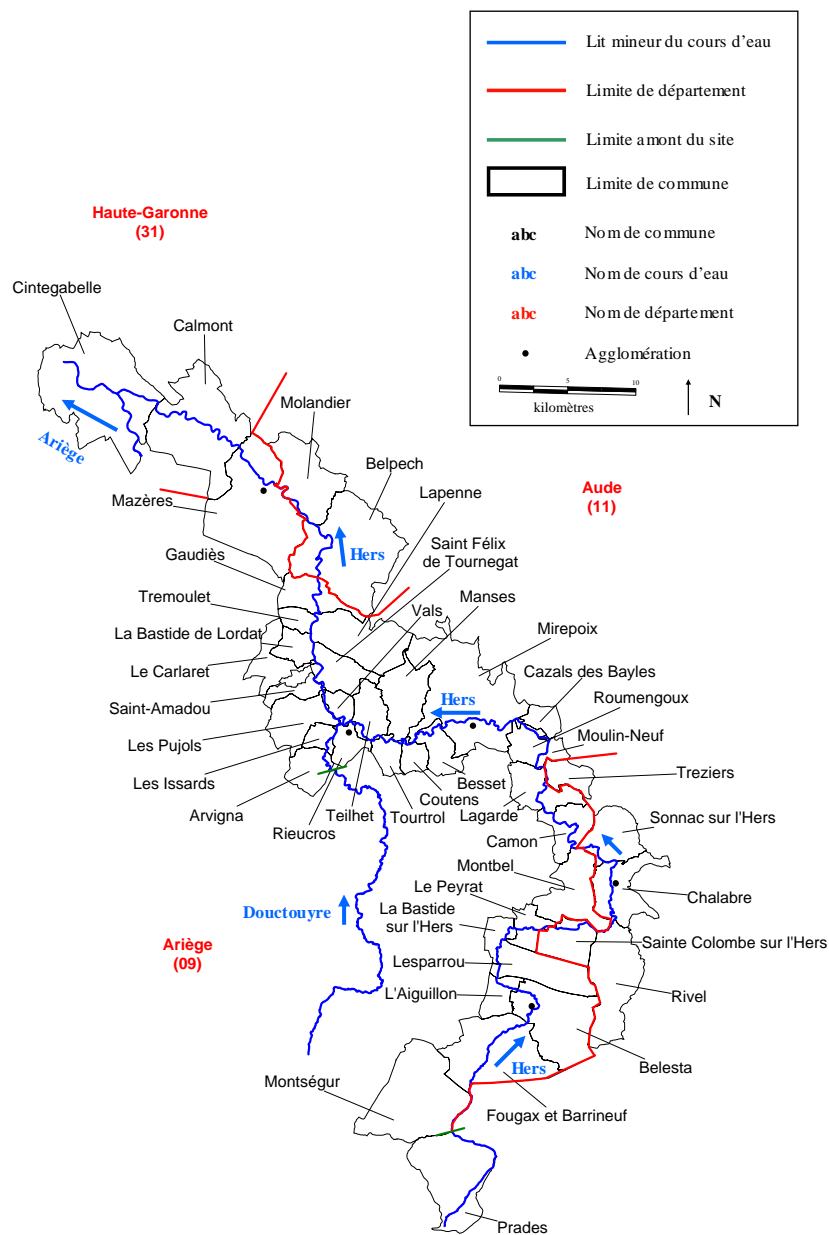 Lit mineur du cours d'eau
Limite de département
Limite amont du site
Limite de commune
abc Nom de commune
abc Nom de cours d'eau
abc Nom de département
Agglomération
0 5 10
kilomètres
N
Haute-Garonne
(31)
Cintegabelle
Calmont
Molandier
Ariège
Belpech
Aude
(11)
Mazères
Lapenne
Hers
Saint Félix
de Tournegat
Gaudiès
Tremoulet
Manses
Vals
La Bastide de Lordat
Mirepoix
Le Carlaret
Cazals des Bayles
Saint-Amadou
Hers
Roumengoux
Les Pujols
Moulin-Neuf
Les Issards
Treziers
Arvigna
Besset
Coutens
Lagarde
Rieucros
Teilhet
Tourtrol
Sonnac sur l'Hers
Camon
Montbel
Le Peyrat
Chalabre
La Bastide
sur l'Hers
Douctouyre
Ariège
(09)
Sainte Colombe sur l'Hers
Lesparrou
L'Aiguillon
Rivel
Belesta
Hers
Montségur
Fougax et Barrineuf
Prades